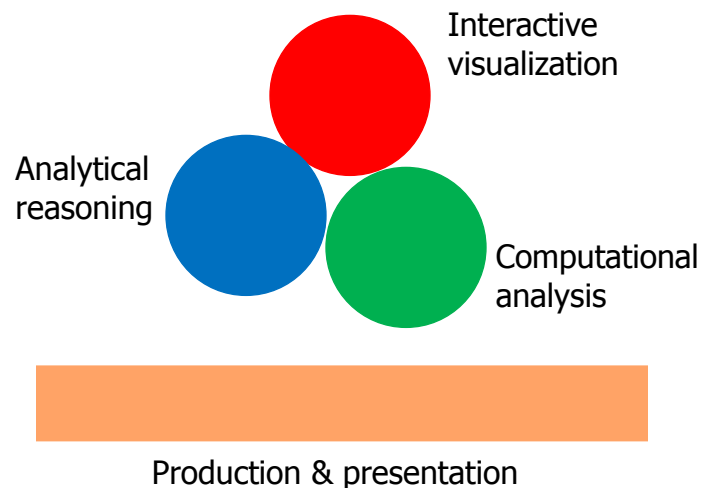 Interactive
visualization
Analytical
reasoning
Computational
analysis
Production & presentation